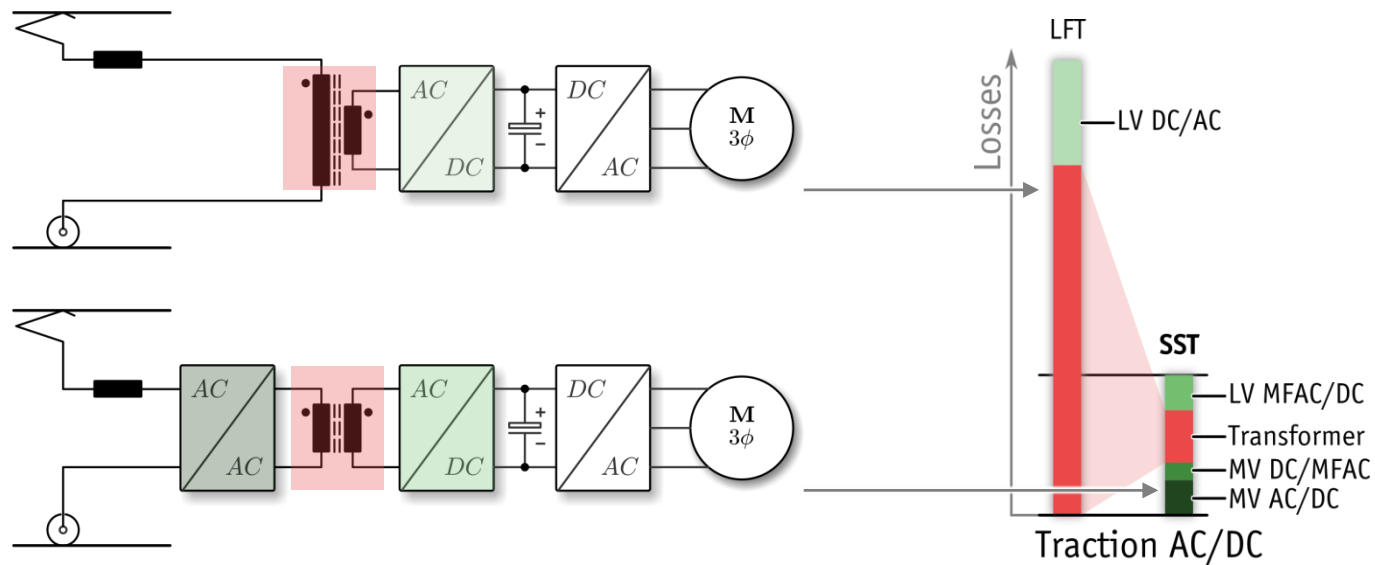 AC
DC
+
−
DC
AC
M
3ϕ
AC
AC
AC
DC
+
−
DC
AC
M
3ϕ
LFT
Losses
LV DC/AC
SST
LV MFAC/DC
Transformer
MV DC/MFAC
MV AC/DC
Traction AC/DC